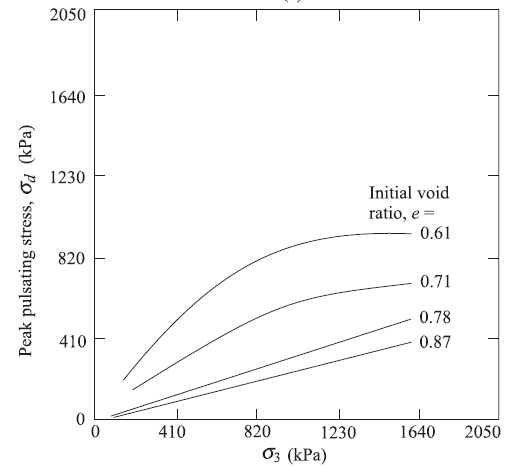 2050
1640
1230
820
410
0
Peak pulsating stress, σd (kPa)
Initial void
ratio, e =
0.61
0.71
0.78
0.87
0 410 820 1230 1640 2050
σ3 (kPa)